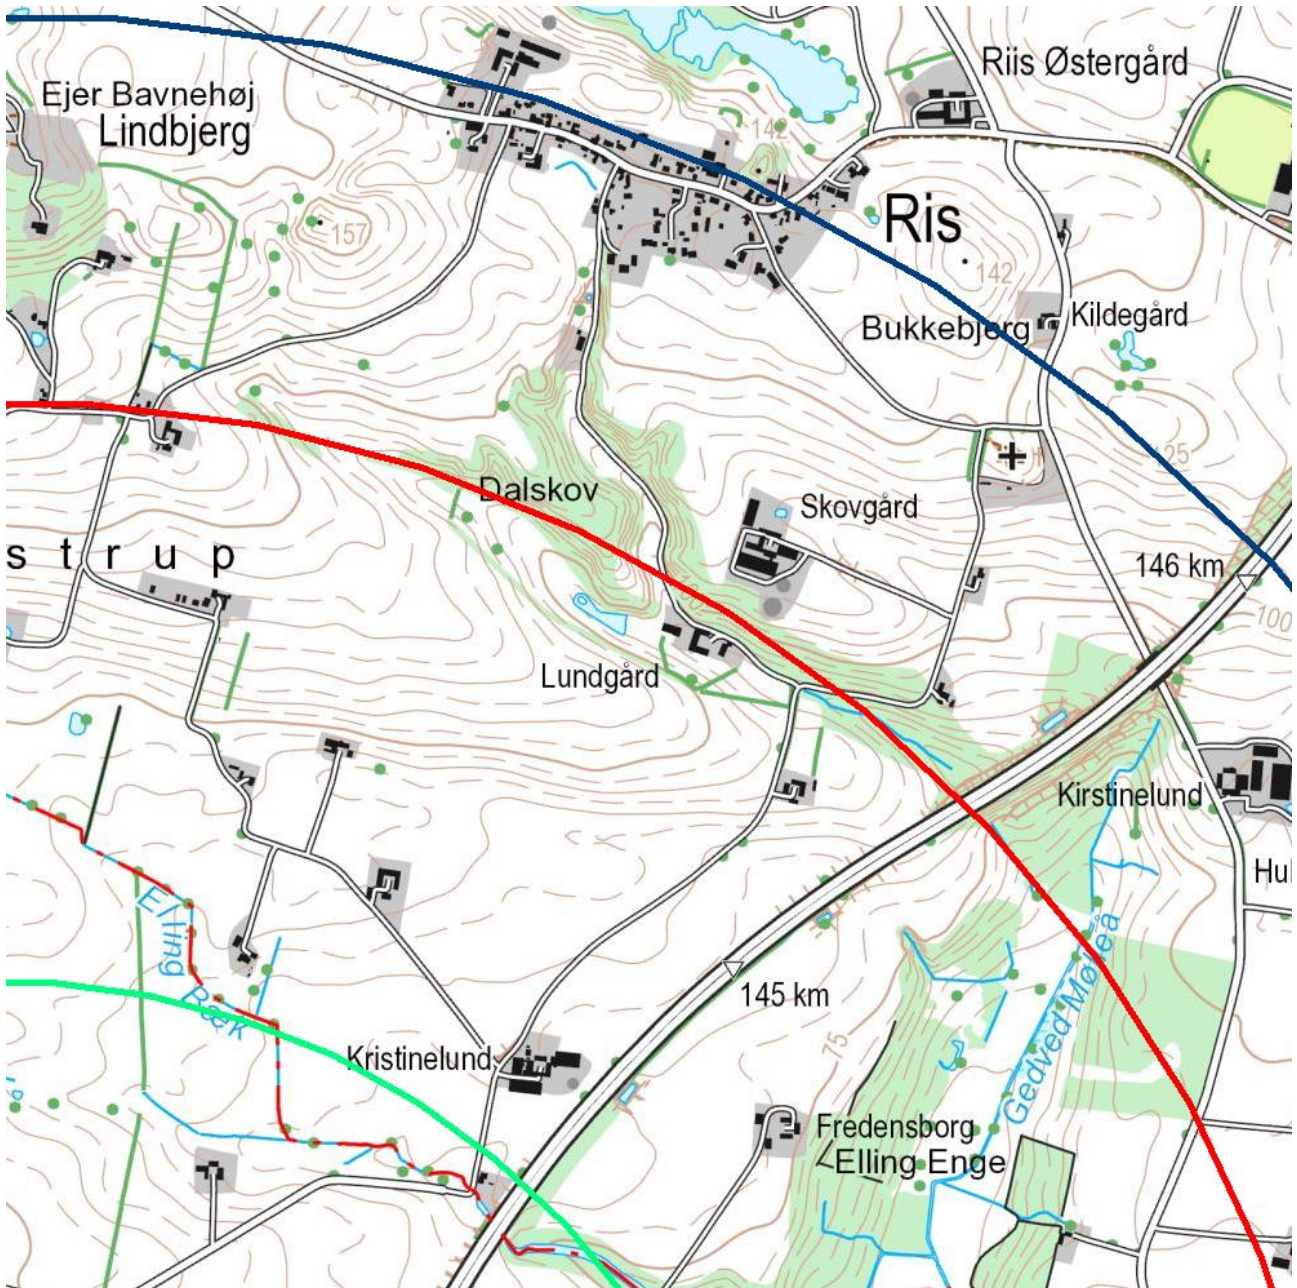 Riis Østergård
Ejer Bavnehøj
Lindbjerg
142
Ris
157
142
Bukkebjerg
Kildegård
125
Dalskov
Skovgård
strup
146 km
100
Lundgård
Kirstinelund
Hul
Elling Bæk
145 km
75
Kristinelund
Gedved Mølleå
Fredensborg
Elling Enge